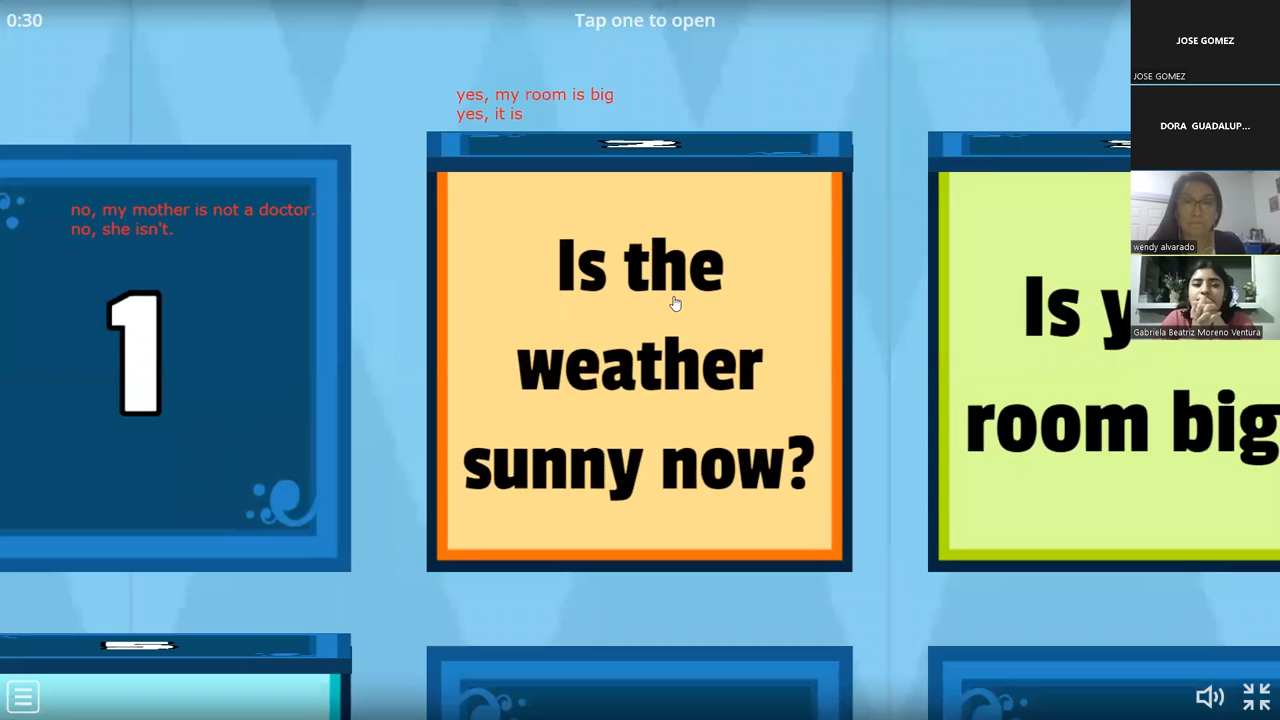 0:30
Tap one to open
JOSE GOMEZ
JOSE GOMEZ
DORA GUADALUP...
wendy alvarado
Gabriela Beatriz Moreno Ventura
yes, my room is big
yes, it is
no, my mother is not a doctor.
no, she isn't.
1
Is the
weather
sunny now?
Is y
room big